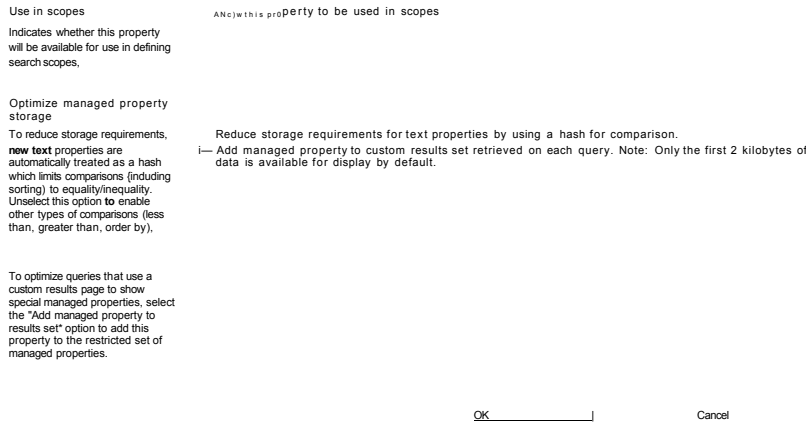 Use in scopes
ANc)wthis pr0perty to be used in scopes
Indicates whether this property
will be available for use in defining
search scopes,
Optimize managed property
storage
To reduce storage requirements,
new text properties are
automatically treated as a hash
which limits comparisons {induding
sorting) to equality/inequality.
Unselect this option to enable
other types of comparisons (less
than, greater than, order by),
Reduce storage requirements for text properties by using a hash for comparison.
i— Add managed property to custom results set retrieved on each query. Note: Only the first 2 kilobytes of
data is available for display by default.
To optimize queries that use a
custom results page to show
special managed properties, select
the "Add managed property to
results set* option to add this
property to the restricted set of
managed properties.
OK |
Cancel